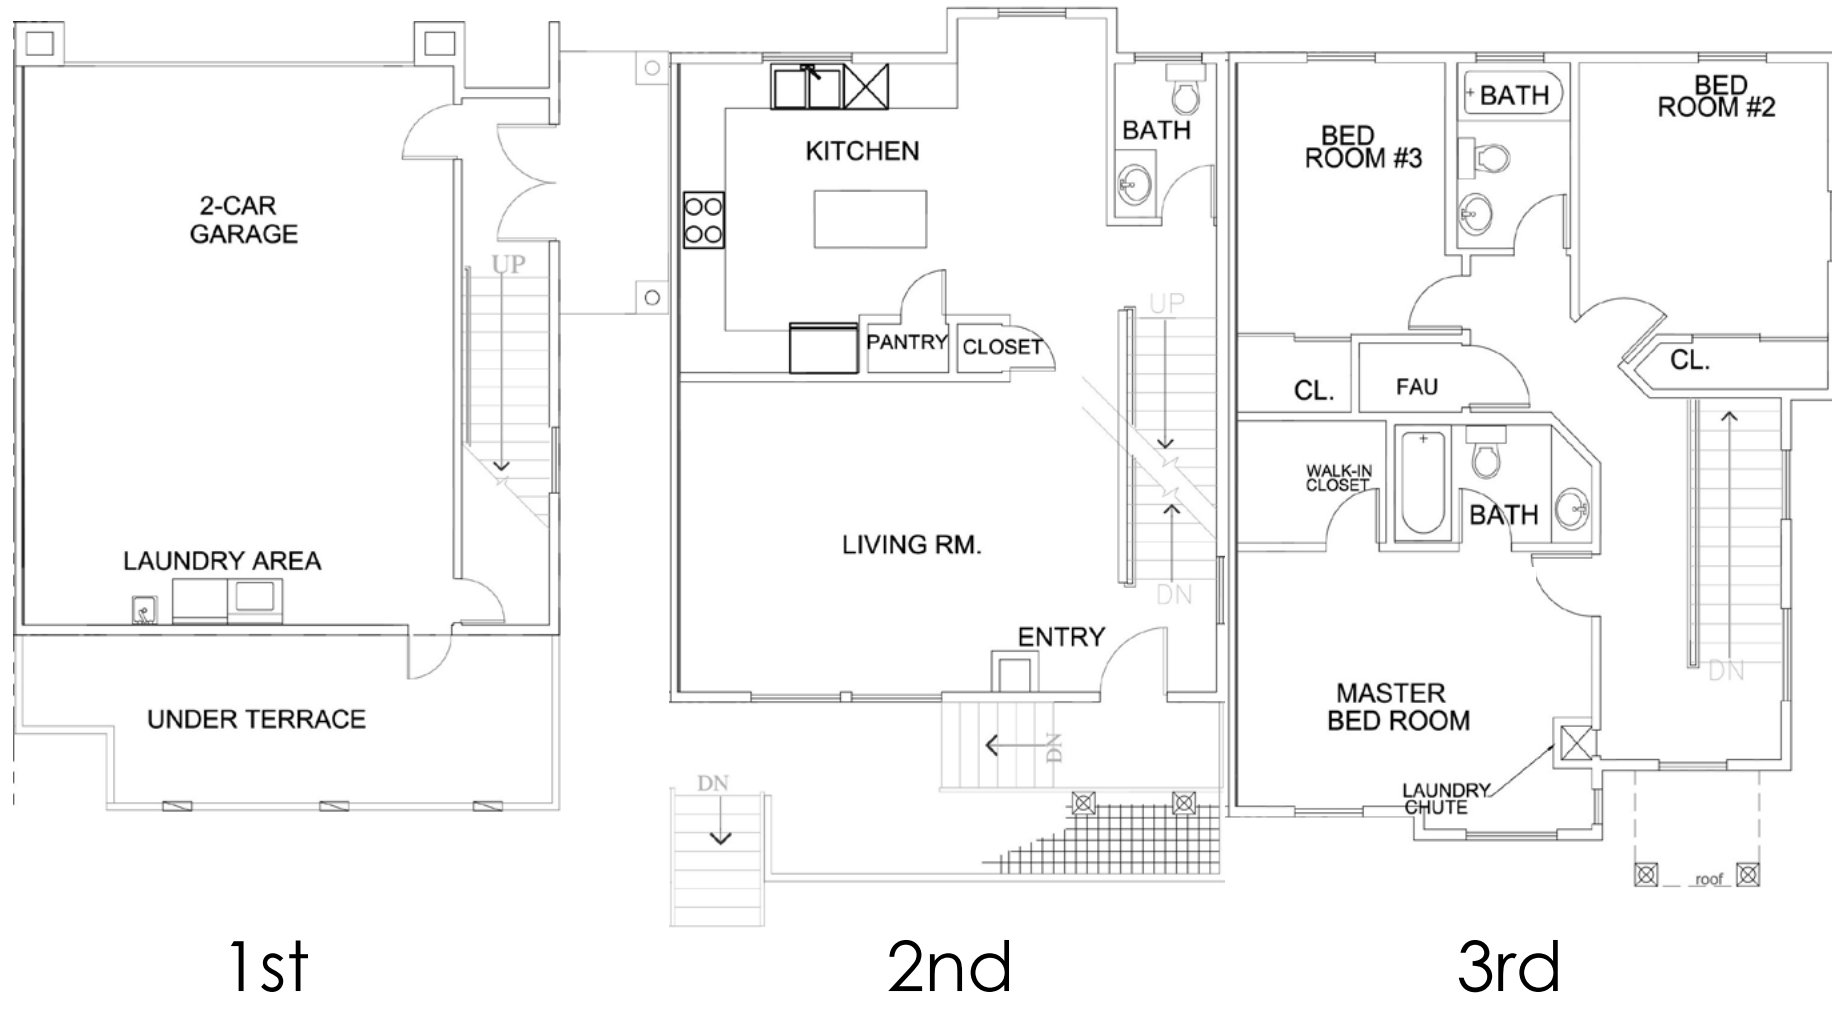 2-CAR
GARAGE
UP
LAUNDRY AREA
UNDER TERRACE
1st
KITCHEN
BATH
PANTRY
CLOSET
UP
LIVING RM.
DN
ENTRY
DN
DN
2nd
BED
ROOM #3
BATH
BED
ROOM #2
CL.
FAU
CL.
WALK-IN
CLOSET
BATH
MASTER
BED ROOM
DN
LAUNDRY
CHUTE
roof
3rd